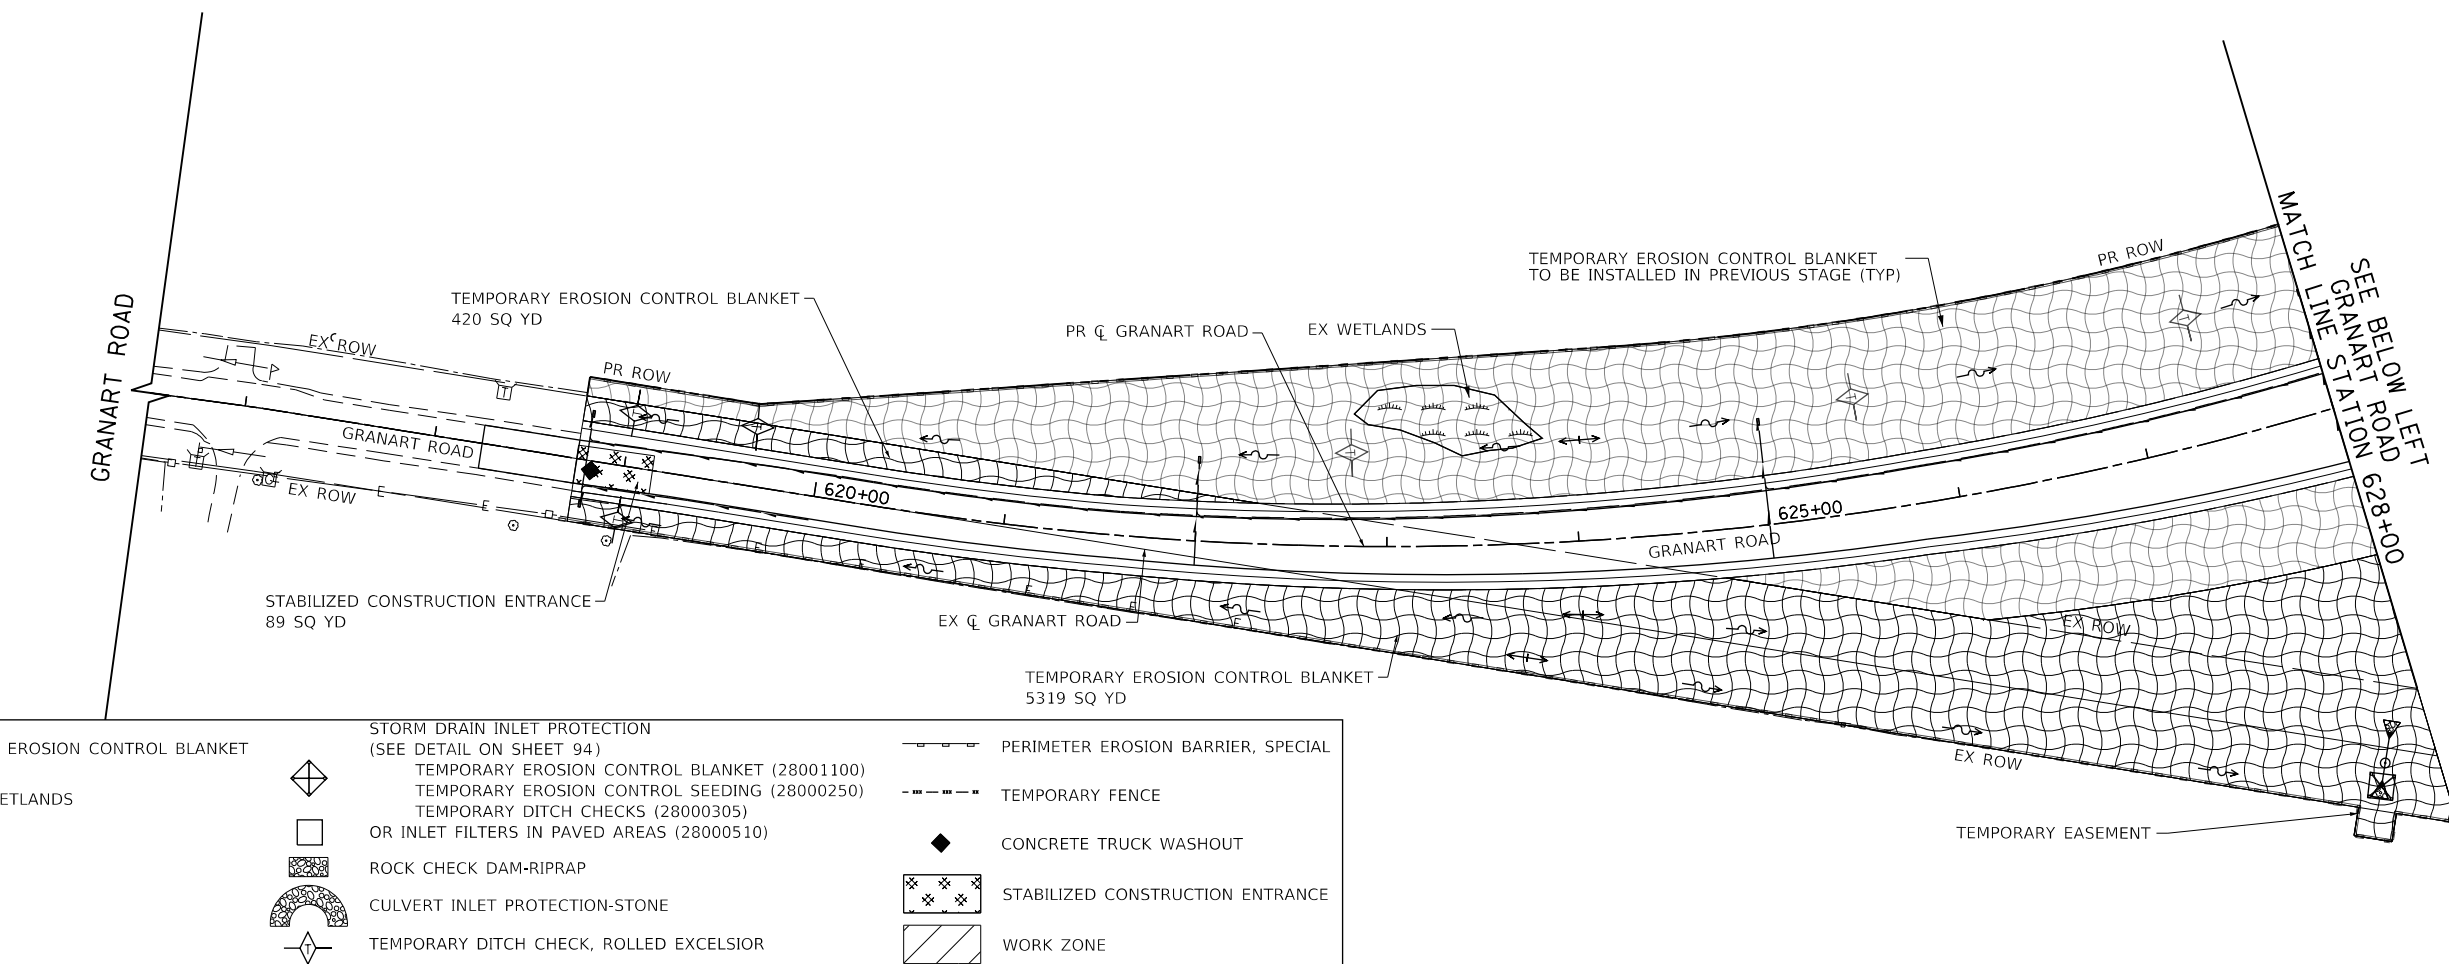 GRANART ROAD
EX ROW
TEMPORARY EROSION CONTROL BLANKET
420 SQ YD
PR ROW
GRANART ROAD
EX ROW
E
E
620+00
STABILIZED CONSTRUCTION ENTRANCE
89 SQ YD
PR ℄ GRANART ROAD
EX WETLANDS
TEMPORARY EROSION CONTROL BLANKET
TO BE INSTALLED IN PREVIOUS STAGE (TYP)
PR ROW
SEE BELOW LEFT
GRANART ROAD
MATCH LINE STATION 628+00
625+00
GRANART ROAD
EX ℄ GRANART ROAD
TEMPORARY EROSION CONTROL BLANKET
5319 SQ YD
EX ROW
EX ROW
TEMPORARY EASEMENT
EROSION CONTROL BLANKET
ETLANDS
STORM DRAIN INLET PROTECTION
(SEE DETAIL ON SHEET 94)
TEMPORARY EROSION CONTROL BLANKET (28001100)
TEMPORARY EROSION CONTROL SEEDING (28000250)
TEMPORARY DITCH CHECKS (28000305)
OR INLET FILTERS IN PAVED AREAS (28000510)
ROCK CHECK DAM-RIPRAP
CULVERT INLET PROTECTION-STONE
T
TEMPORARY DITCH CHECK, ROLLED EXCELSIOR
PERIMETER EROSION BARRIER, SPECIAL
TEMPORARY FENCE
CONCRETE TRUCK WASHOUT
STABILIZED CONSTRUCTION ENTRANCE
WORK ZONE